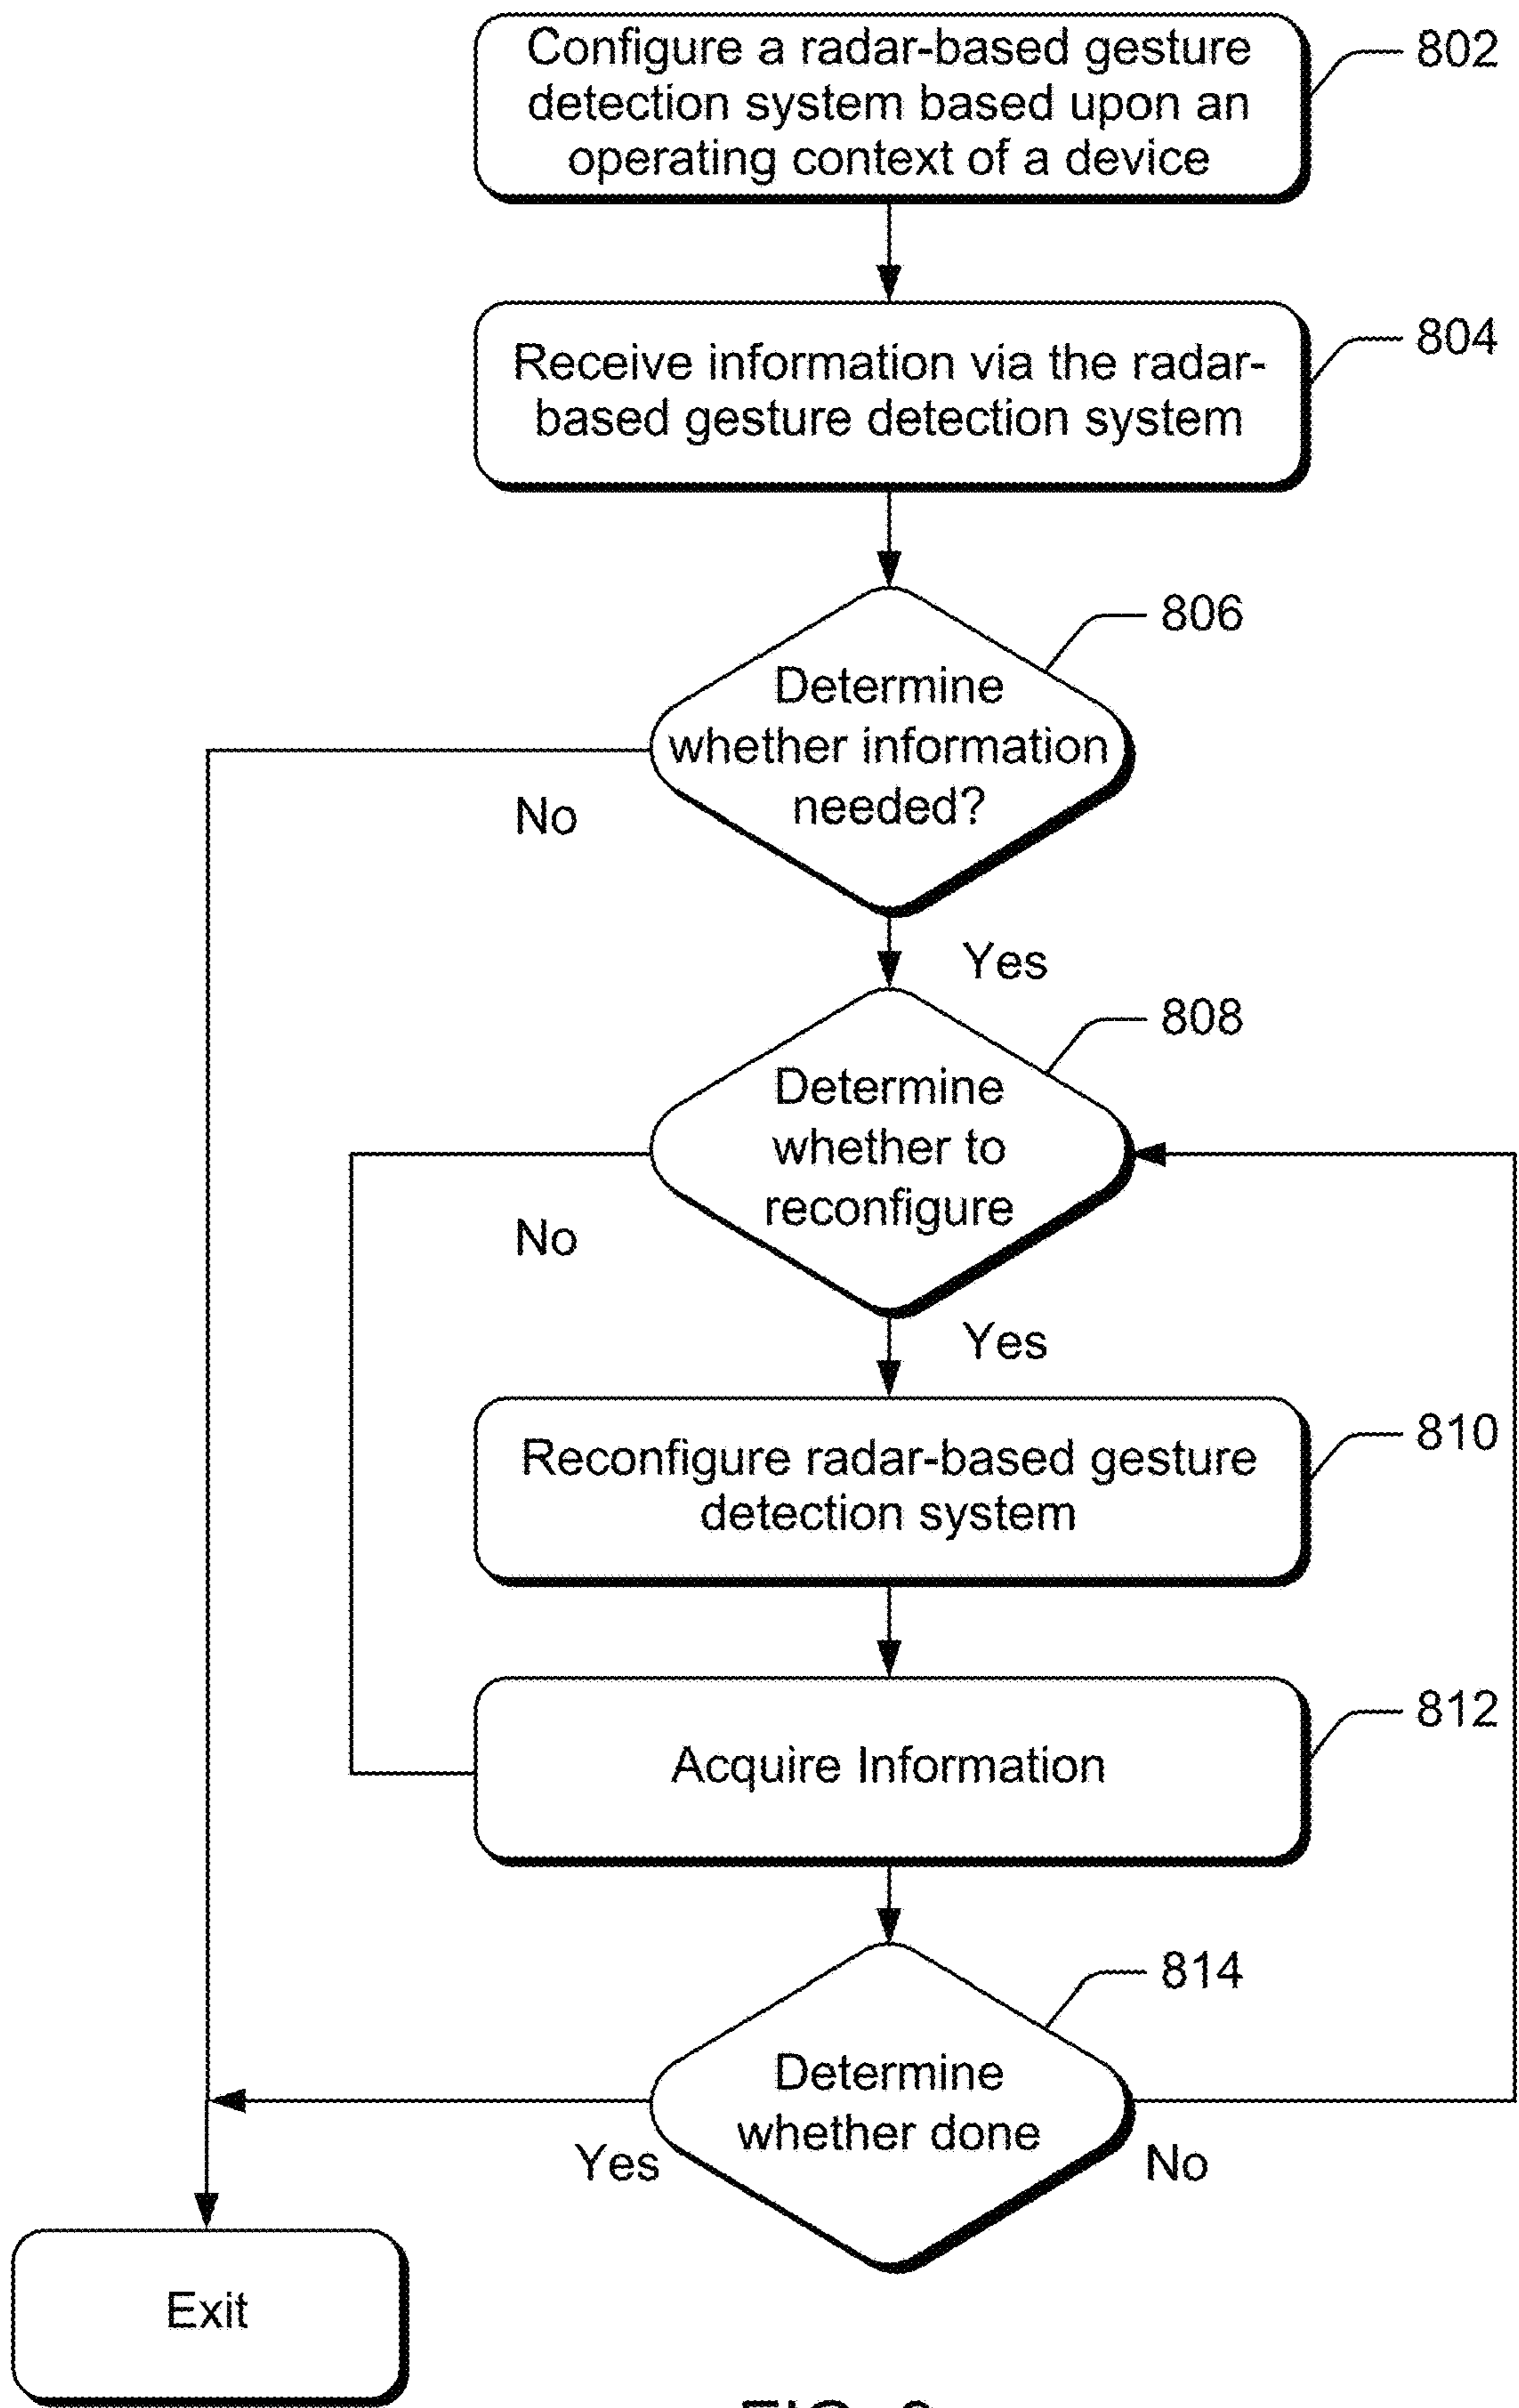 Configure a radar-based gesture
detection system based upon an
operating context of a device
802
Receive information via the radar-
based gesture detection system
804
806
Determine
whether information
needed?
No
Yes
808
Determine
whether to
reconfigure
No
Yes
Reconfigure radar-based gesture
detection system
810
Acquire Information
812
814
Determine
whether done
Yes
No
Exit